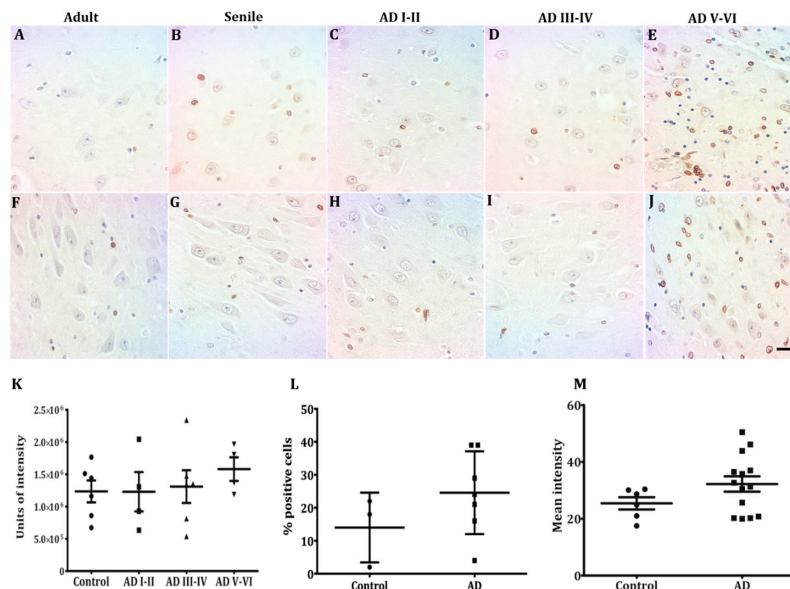 Adult Senile AD I-II AD III-IV AD V-VI
A B C D E
F G H I J
K L M
Units of intensity
2.5×10⁶
2.0×10⁶
1.5×10⁶
1.0×10⁶
5.0×10⁵
0
Control AD I-II AD III-IV AD V-VI
% positive cells
50
40
30
20
10
0
Control AD
Mean intensity
60
40
20
0
Control AD